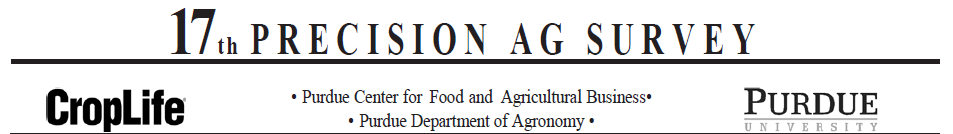 17th PRECISION AG SURVEY
CropLife®
• Purdue Center for Food and Agricultural Business•
• Purdue Department of Agronomy •
PURDUE
UNIVERSITY